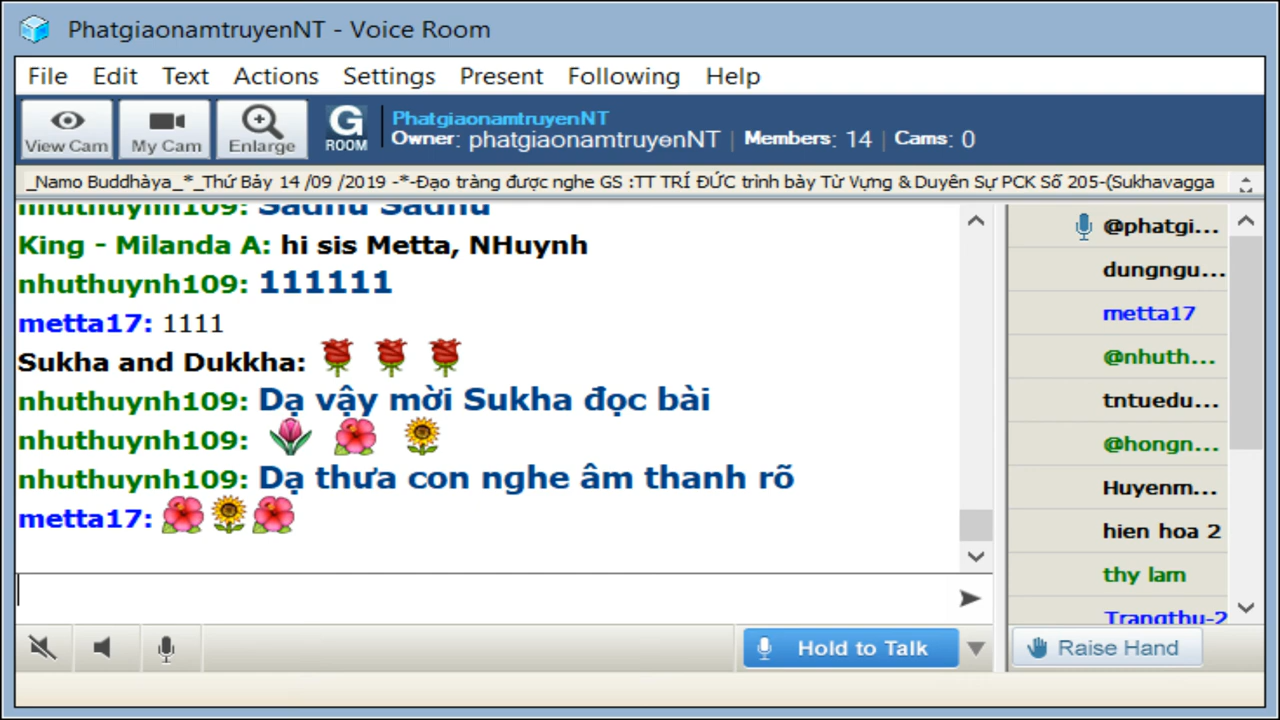 PhatgiaonamtruyenNT - Voice Room
File Edit Text Actions Settings Present Following Help
View Cam My Cam Enlarge G ROOM
PhatgiaonamtruyenNT
Owner: phatgiaonamtruyenNT | Members: 14 | Cams: 0
_Namo Buddhàya_*_Thứ Bảy 14 /09 /2019 -*-Đạo tràng được nghe GS :TT TRÍ ĐỨC trình bày Từ Vựng & Duyên Sự PCK Số 205-(Sukhavagga
nhuthuynh109: Sadhu Sadhu
King - Milanda A: hi sis Metta, NHuynh
nhuthuynh109: 111111
metta17: 1111
Sukha and Dukkha:
nhuthuynh109: Dạ vậy mời Sukha đọc bài
nhuthuynh109:
nhuthuynh109: Dạ thưa con nghe âm thanh rõ
metta17:
@phatgi...
dungngu...
metta17
@nhuth...
tntuedu...
@hongn...
Huyenm...
hien hoa 2
thy lam
Trangthu-2
Hold to Talk
Raise Hand